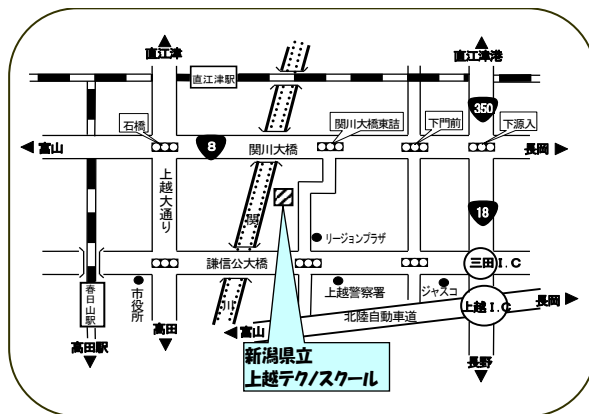 直江津
直江津港
直江津駅
350
石橋
関川大橋東詰
下門前
下源入
富山
8
関川大橋
長岡
上越大通り
関
18
リージョンプラザ
謙信公大橋
三田I.C
春日山駅
市役所
川
上越警察署
ジャスコ
上越I.C
長岡
北陸自動車道
高田駅
高田
富山
長野
新潟県立
上越テクノスクール